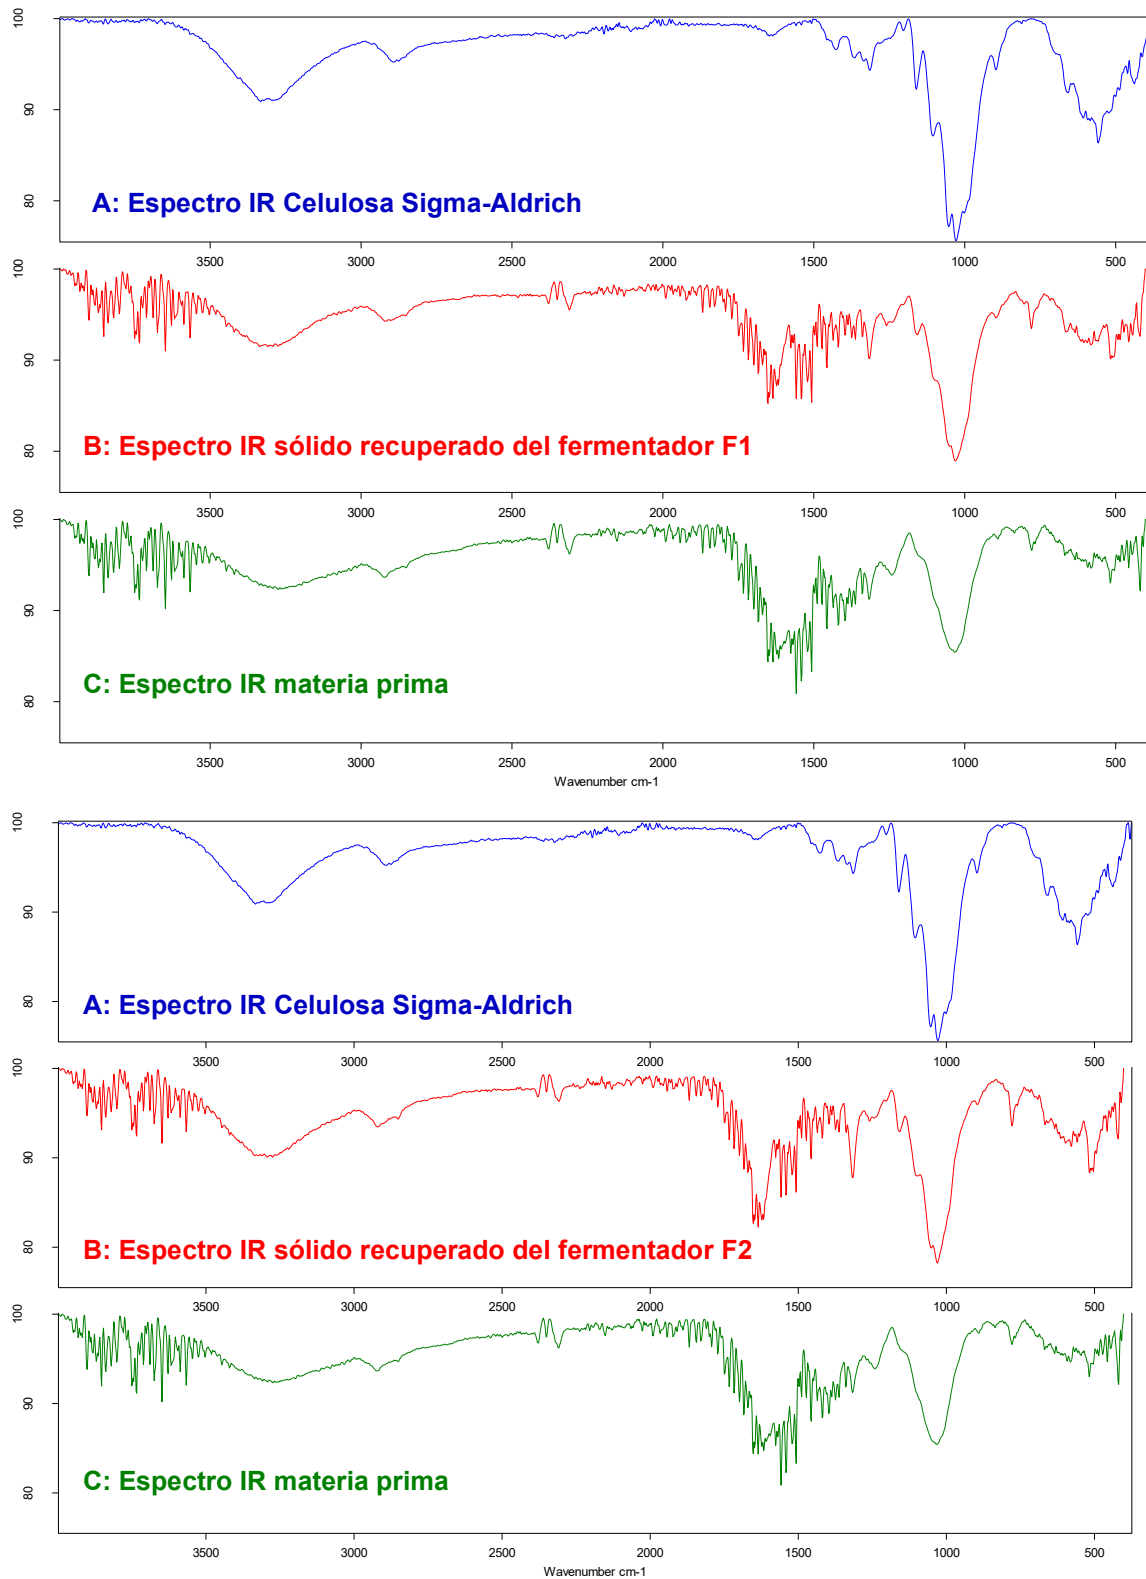 100
90
80
A: Espectro IR Celulosa Sigma-Aldrich
3500 3000 2500 2000 1500 1000 500
100
90
80
B: Espectro IR sólido recuperado del fermentador F1
3500 3000 2500 2000 1500 1000 500
100
90
80
C: Espectro IR materia prima
3500 3000 2500 2000 1500 1000 500
Wavenumber cm-1
100
90
80
A: Espectro IR Celulosa Sigma-Aldrich
3500 3000 2500 2000 1500 1000 500
100
90
80
B: Espectro IR sólido recuperado del fermentador F2
3500 3000 2500 2000 1500 1000 500
100
90
80
C: Espectro IR materia prima
3500 3000 2500 2000 1500 1000 500
Wavenumber cm-1